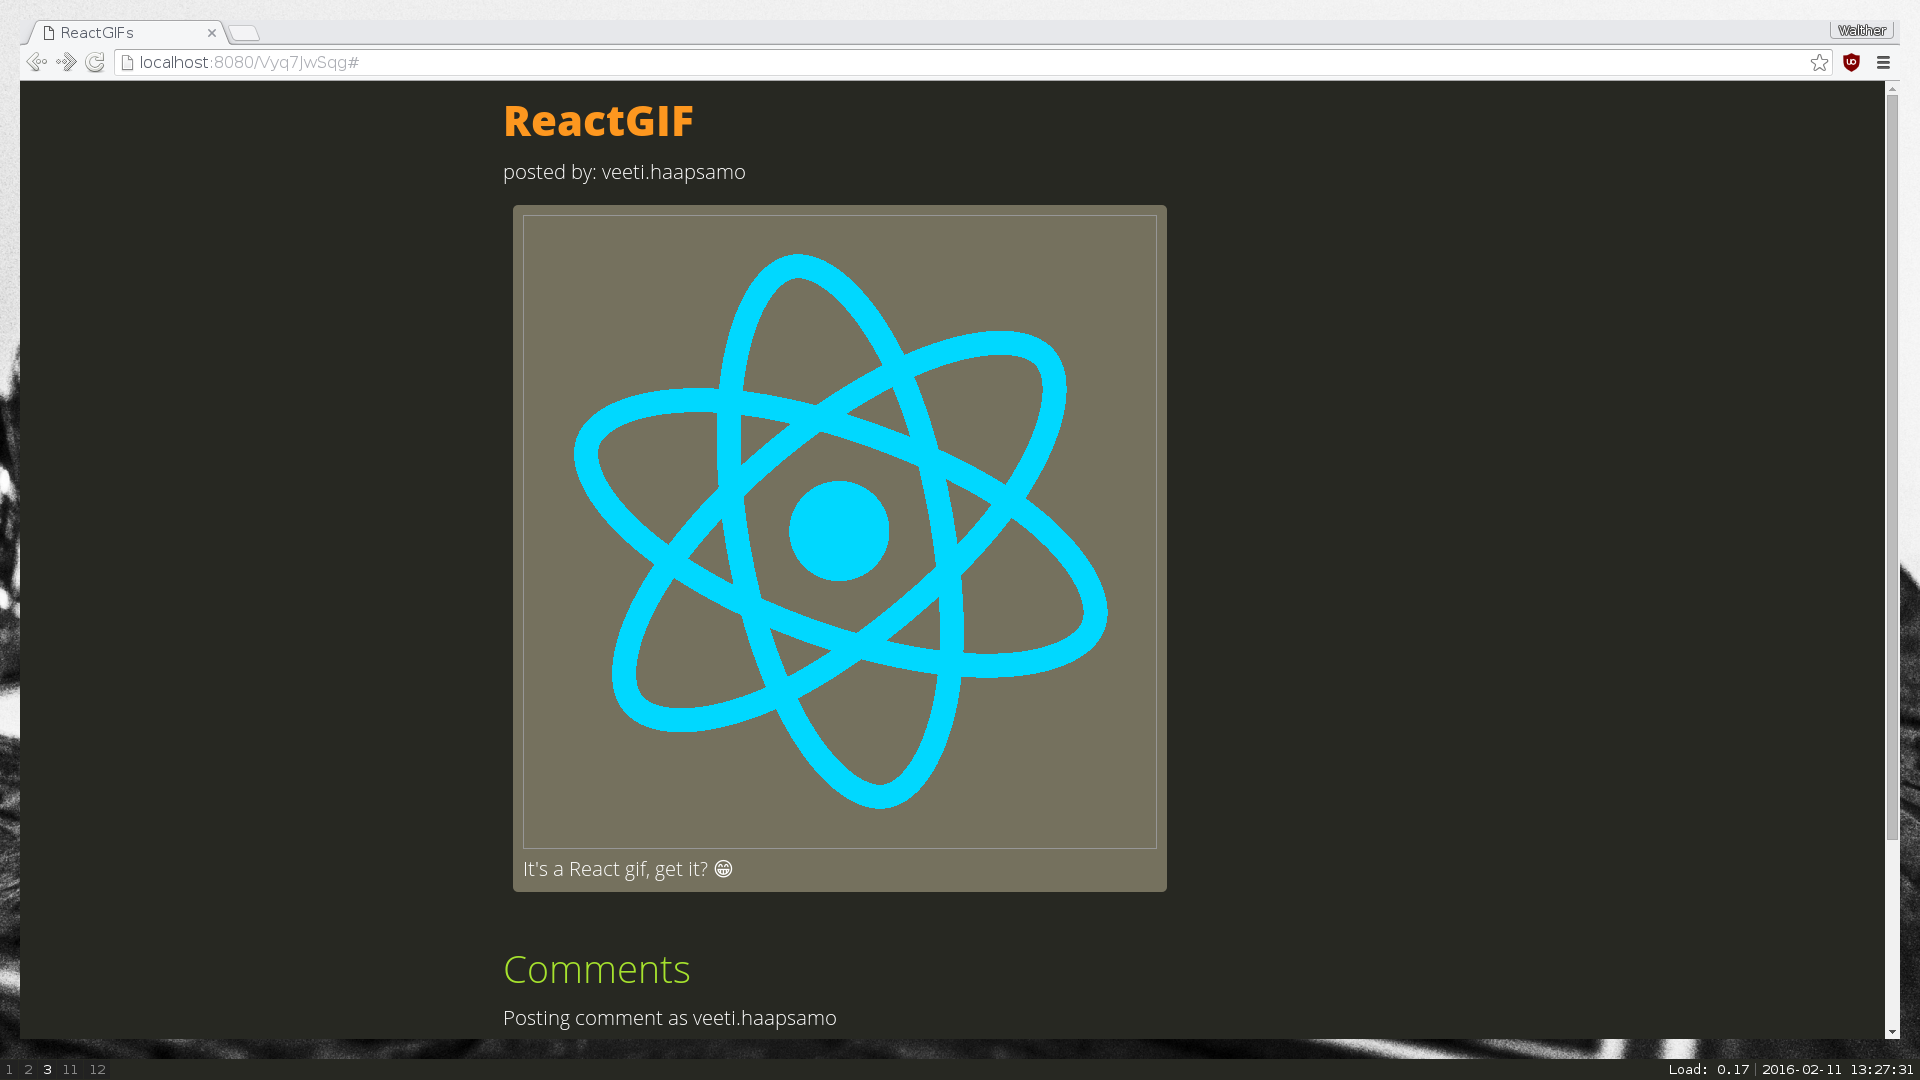 ReactGIFs
Walther
localhost:8080/Vyq7JwSqg#
ReactGIF
posted by: veeti.haapsamo
It's a React gif, get it? 😁
Comments
Posting comment as veeti.haapsamo
1 2 3 11 12
Load: 0.17 | 2016-02-11 13:27:31